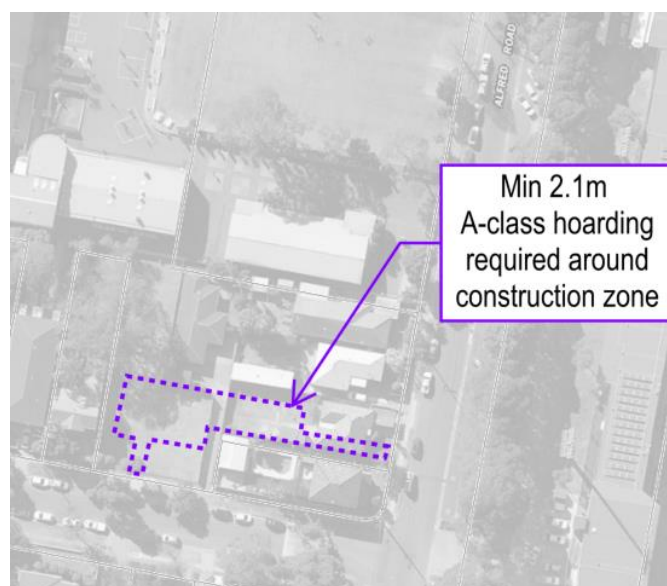 ALFRED ROAD
Min 2.1m
A-class hoarding
required around
construction zone